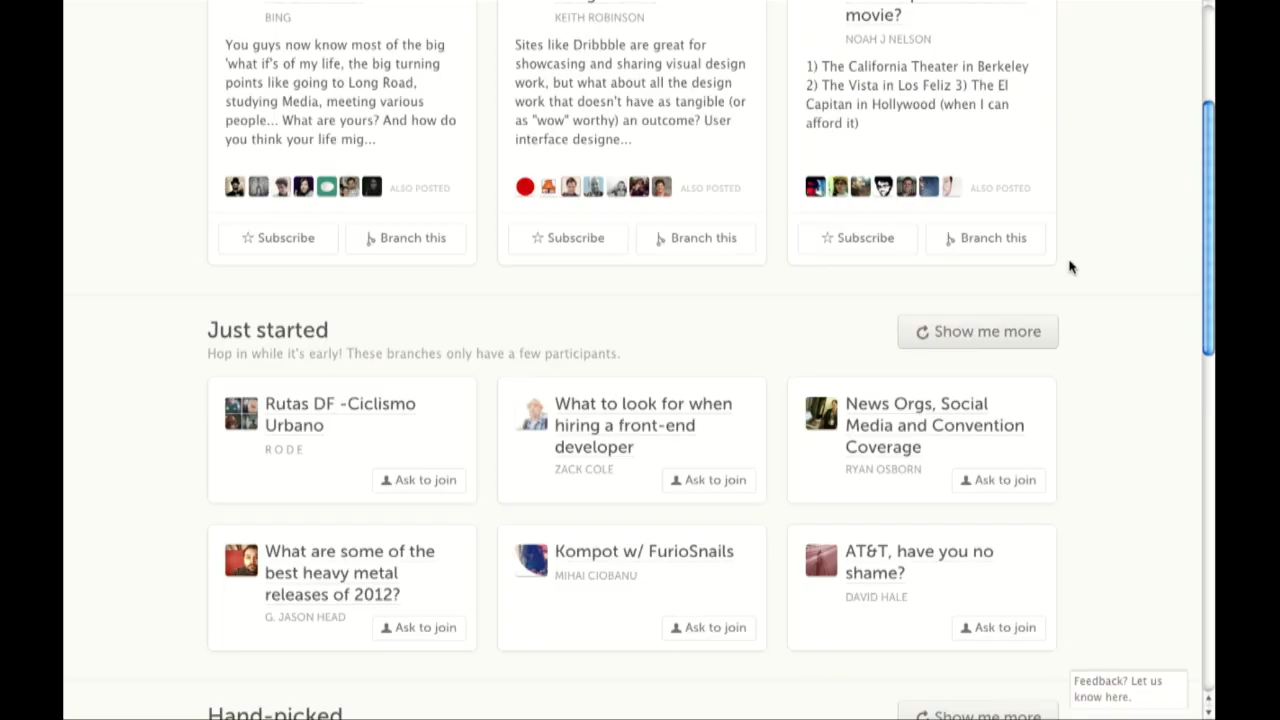 BING
You guys now know most of the big
'what if's of my life, the big turning
points like going to Long Road,
studying Media, meeting various
people... What are yours? And how do
you think your life mig...
ALSO POSTED
Subscribe
Branch this
KEITH ROBINSON
Sites like Dribbble are great for
showcasing and sharing visual design
work, but what about all the design
work that doesn't have as tangible (or
as "wow" worthy) an outcome? User
interface designe...
ALSO POSTED
Subscribe
Branch this
movie?
NOAH J NELSON
1) The California Theater in Berkeley
2) The Vista in Los Feliz 3) The El
Capitan in Hollywood (when I can
afford it)
ALSO POSTED
Subscribe
Branch this
Just started
Hop in while it's early! These branches only have a few participants.
Show me more
Rutas DF -Ciclismo
Urbano
R O D E
Ask to join
What to look for when
hiring a front-end
developer
ZACK COLE
Ask to join
News Orgs, Social
Media and Convention
Coverage
RYAN OSBORN
Ask to join
What are some of the
best heavy metal
releases of 2012?
G. JASON HEAD
Ask to join
Kompot w/ FurioSnails
MIHAI CIOBANU
Ask to join
AT&T, have you no
shame?
DAVID HALE
Ask to join
Hand-picked
Show me more
Feedback? Let us
know here.